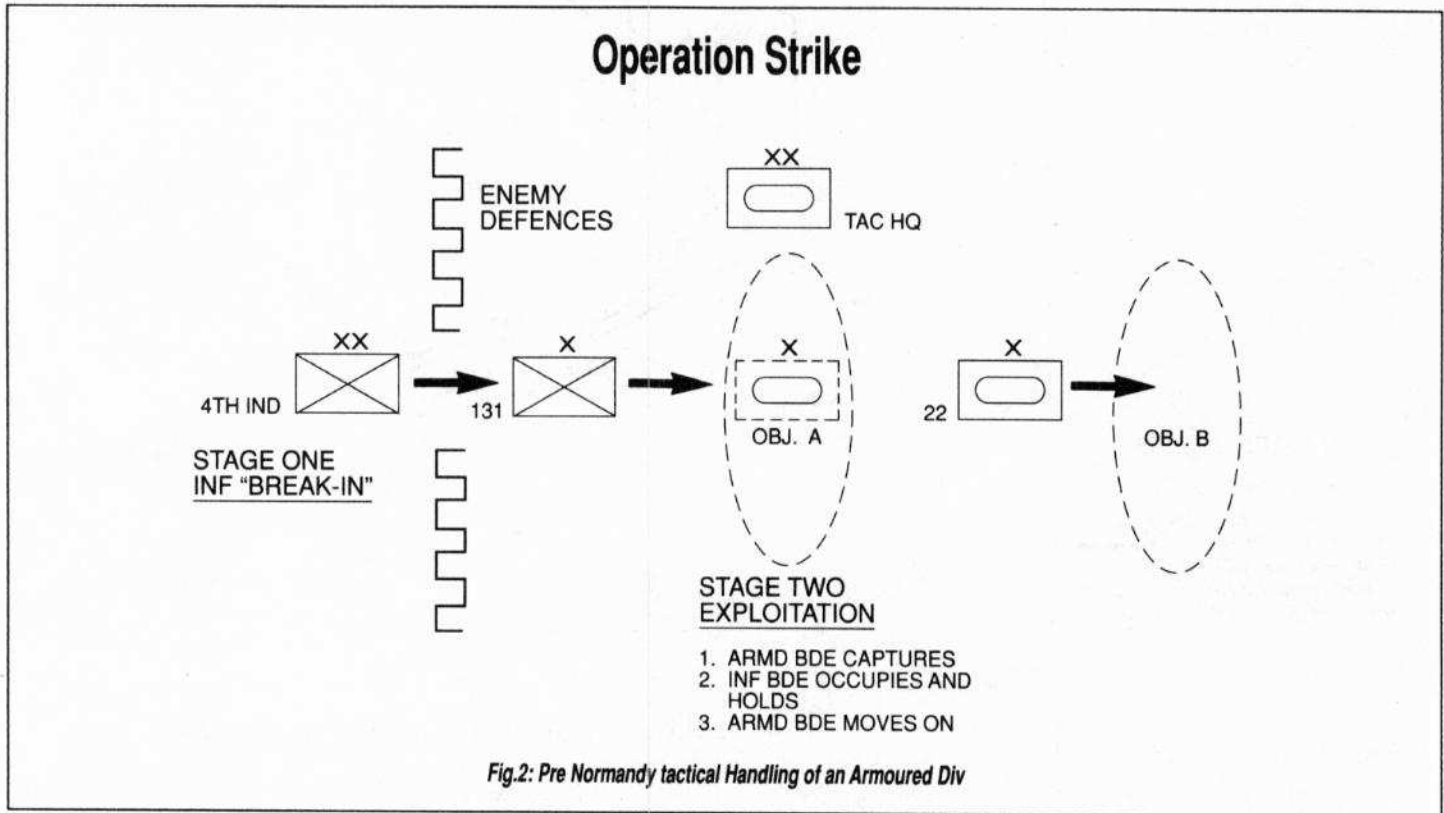 Operation Strike
XX
ENEMY
DEFENCES
TAC HQ
XX
X
X
X
4TH IND
131
22
OBJ. A
OBJ. B
STAGE ONE
INF “BREAK-IN”
STAGE TWO
EXPLOITATION
1. ARMD BDE CAPTURES
2. INF BDE OCCUPIES AND
HOLDS
3. ARMD BDE MOVES ON
Fig.2: Pre Normandy tactical Handling of an Armoured Div